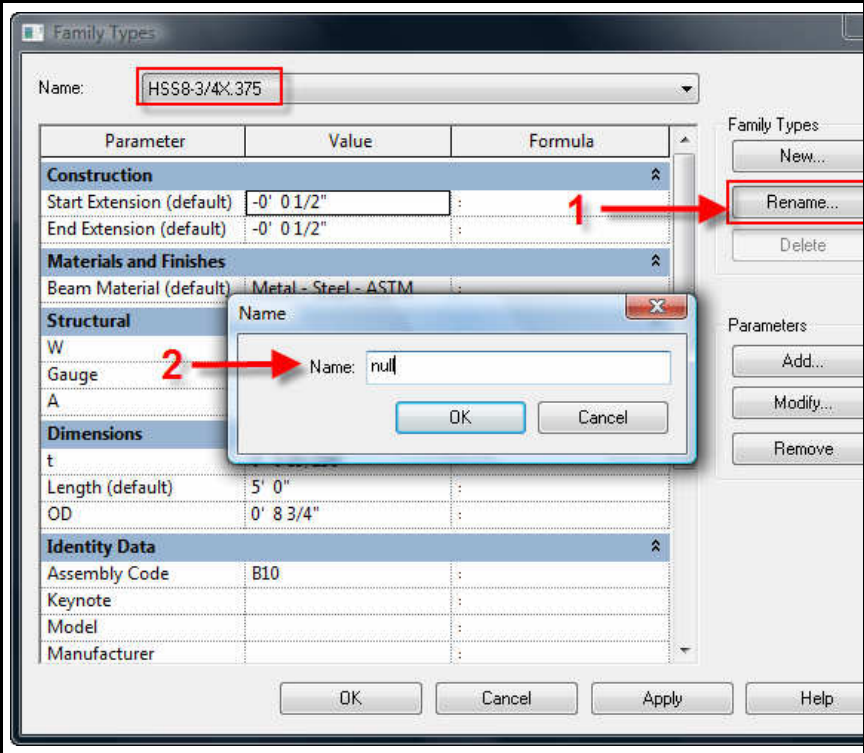 Family Types
Name: HSS8-3/4X.375
Family Types
Parameter Value Formula
New...
Construction
Start Extension (default) -0' 0 1/2" :
1
Rename...
End Extension (default) -0' 0 1/2" :
Delete
Materials and Finishes
Beam Material (default) Metal - Steel - ASTM :
Name
Structural
Parameters
W
2
Name: null
Add...
Gauge
A
OK Cancel
Modify...
Dimensions
Remove
t
Length (default) 5' 0" :
OD 0' 8 3/4" :
Identity Data
Assembly Code B10 :
Keynote :
Model :
Manufacturer :
OK Cancel Apply Help